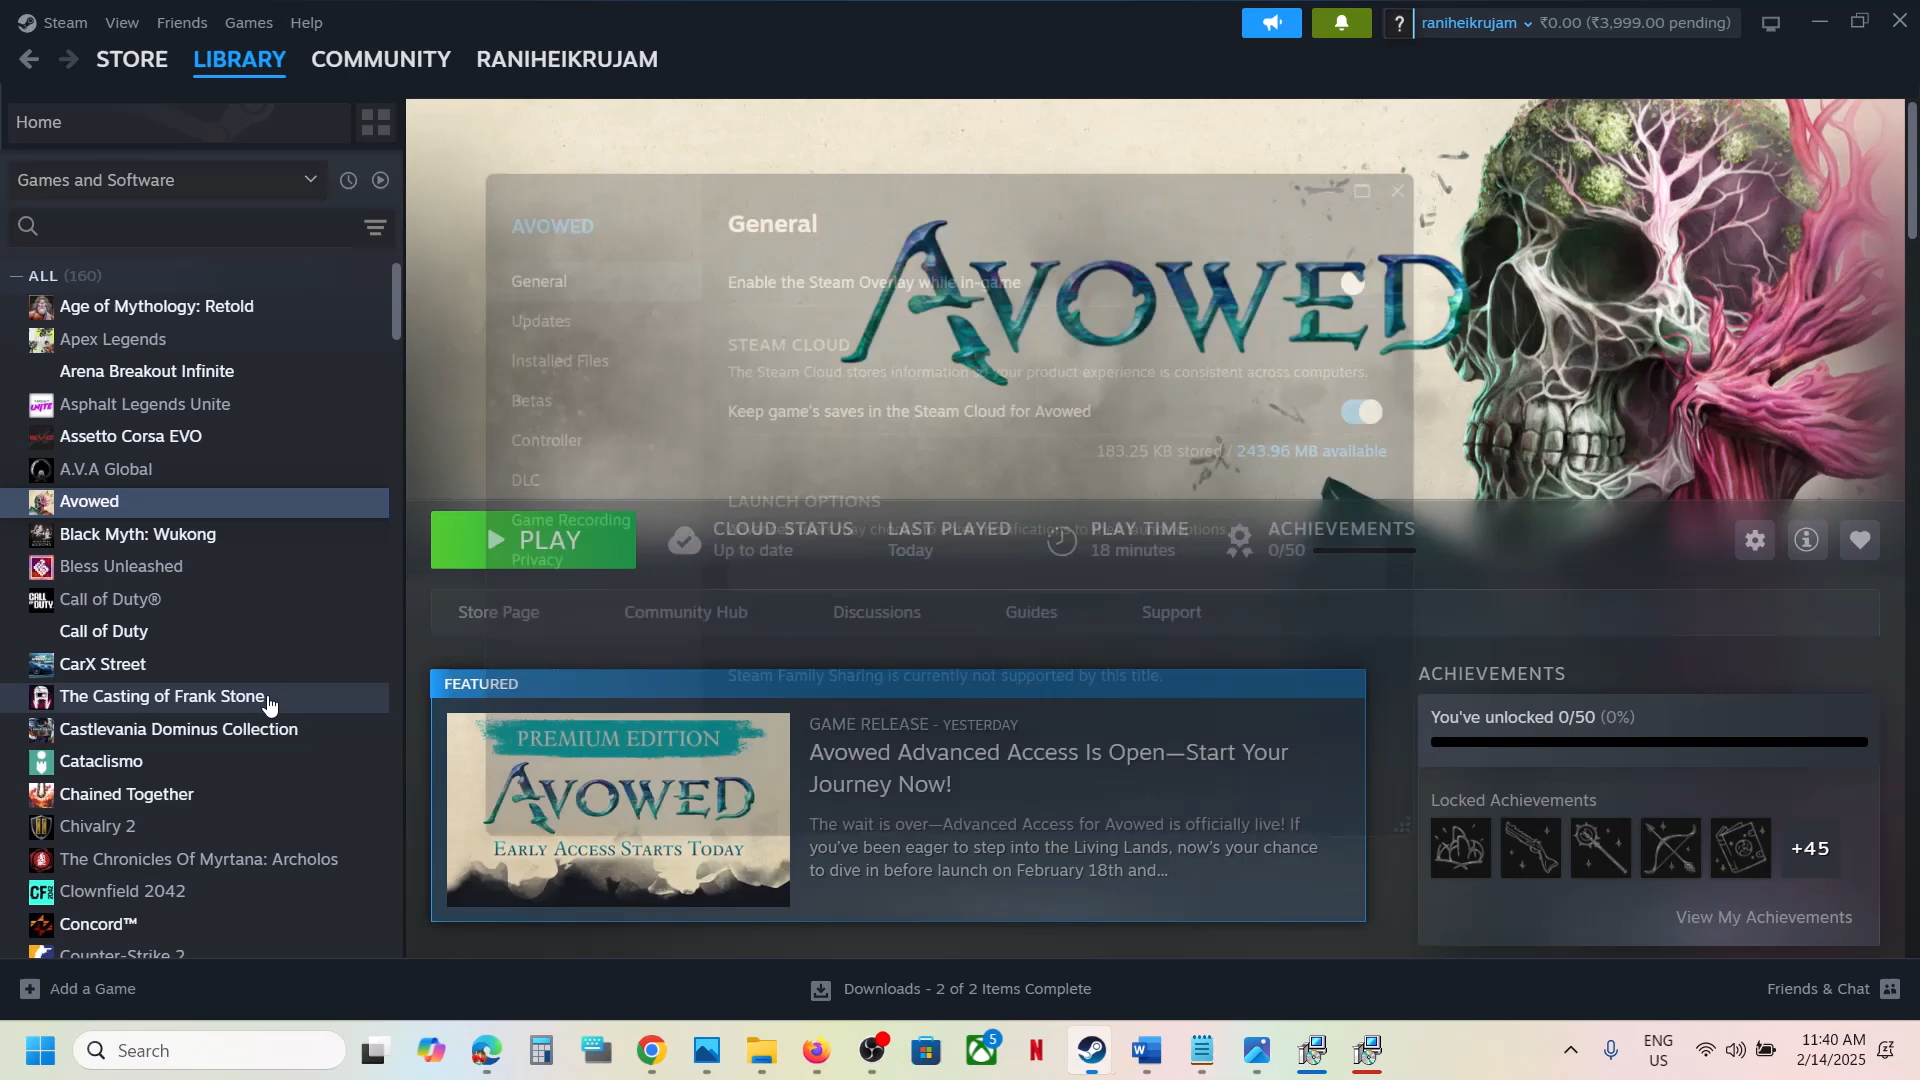 Steam View Friends Games Help
? raniheikrujam ₹0.00 (₹3,999.00 pending)
STORE LIBRARY COMMUNITY RANIHEIKRUJAM
Home
Games and Software
ALL (160)
Age of Mythology: Retold
Apex Legends
Arena Breakout Infinite
Asphalt Legends Unite
Assetto Corsa EVO
A.V.A Global
Avowed
Black Myth: Wukong
Bless Unleashed
Call of Duty®
Call of Duty
CarX Street
The Casting of Frank Stone
Castlevania Dominus Collection
Cataclismo
Chained Together
Chivalry 2
The Chronicles Of Myrtana: Archolos
Clownfield 2042
Concord™
Counter-Strike 2
AVOWED
AVOWED
General
Updates
Installed Files
Betas
Controller
DLC
Game Recording
Privacy
General
Enable the Steam Overlay while in-game
STEAM CLOUD
The Steam Cloud stores information so your product experience is consistent across computers.
Keep game's saves in the Steam Cloud for Avowed
183.25 KB stored / 243.96 MB available
LAUNCH OPTIONS
Steam Family Sharing is currently not supported by this title.
PLAY
CLOUD STATUS
Up to date
LAST PLAYED
Today
PLAY TIME
18 minutes
ACHIEVEMENTS
0/50
Store Page Community Hub Discussions Guides Support
FEATURED
PREMIUM EDITION
AVOWED
EARLY ACCESS STARTS TODAY
GAME RELEASE - YESTERDAY
Avowed Advanced Access Is Open—Start Your
Journey Now!
The wait is over—Advanced Access for Avowed is officially live! If
you've been eager to step into the Living Lands, now's your chance
to dive in before launch on February 18th and...
ACHIEVEMENTS
You've unlocked 0/50 (0%)
Locked Achievements
+45
View My Achievements
Add a Game
Downloads - 2 of 2 Items Complete
Friends & Chat
Search
5
ENG
US
11:40 AM
2/14/2025